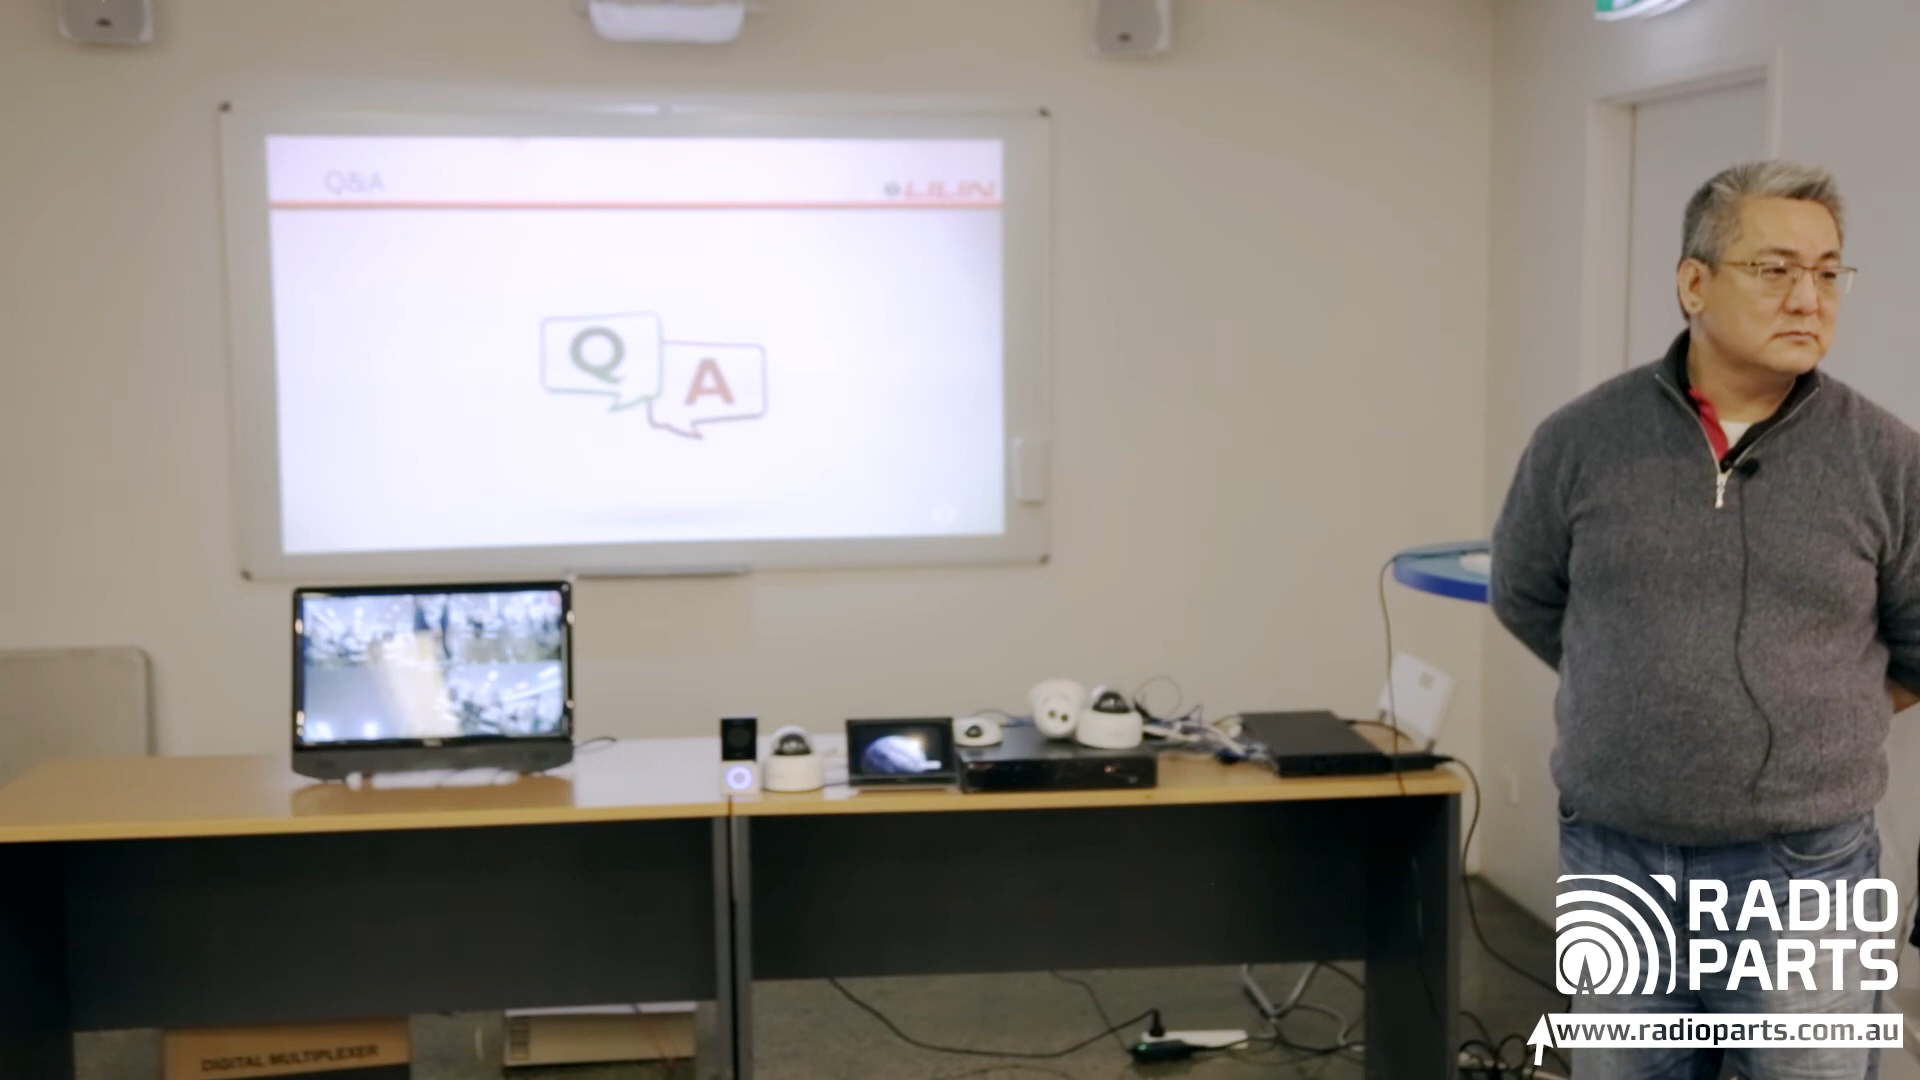 Q&A
LILIN
Q
A
DIGITAL MULTIPLEXER
RADIO
PARTS
www.radioparts.com.au